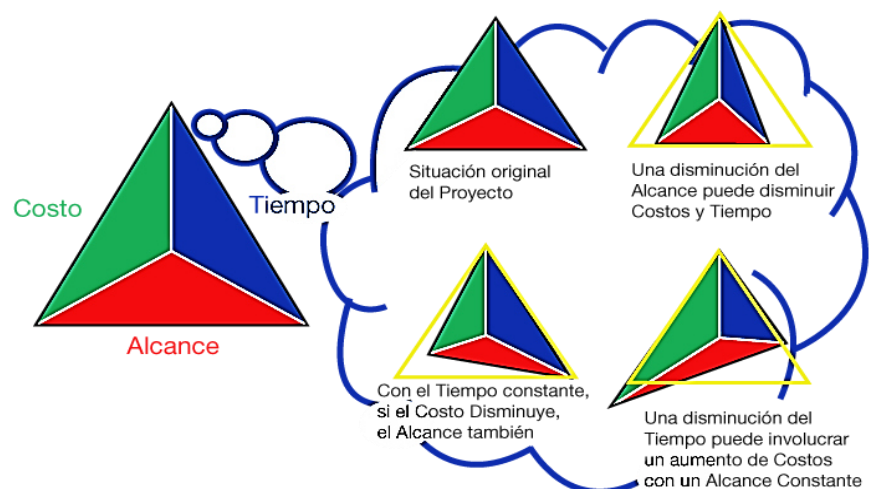 Costo
Tiempo
Alcance
Situación original
del Proyecto
Una disminución del
Alcance puede disminuir
Costos y Tiempo
Con el Tiempo constante,
si el Costo Disminuye,
el Alcance también
Una disminución del
Tiempo puede involucrar
un aumento de Costos
con un Alcance Constante